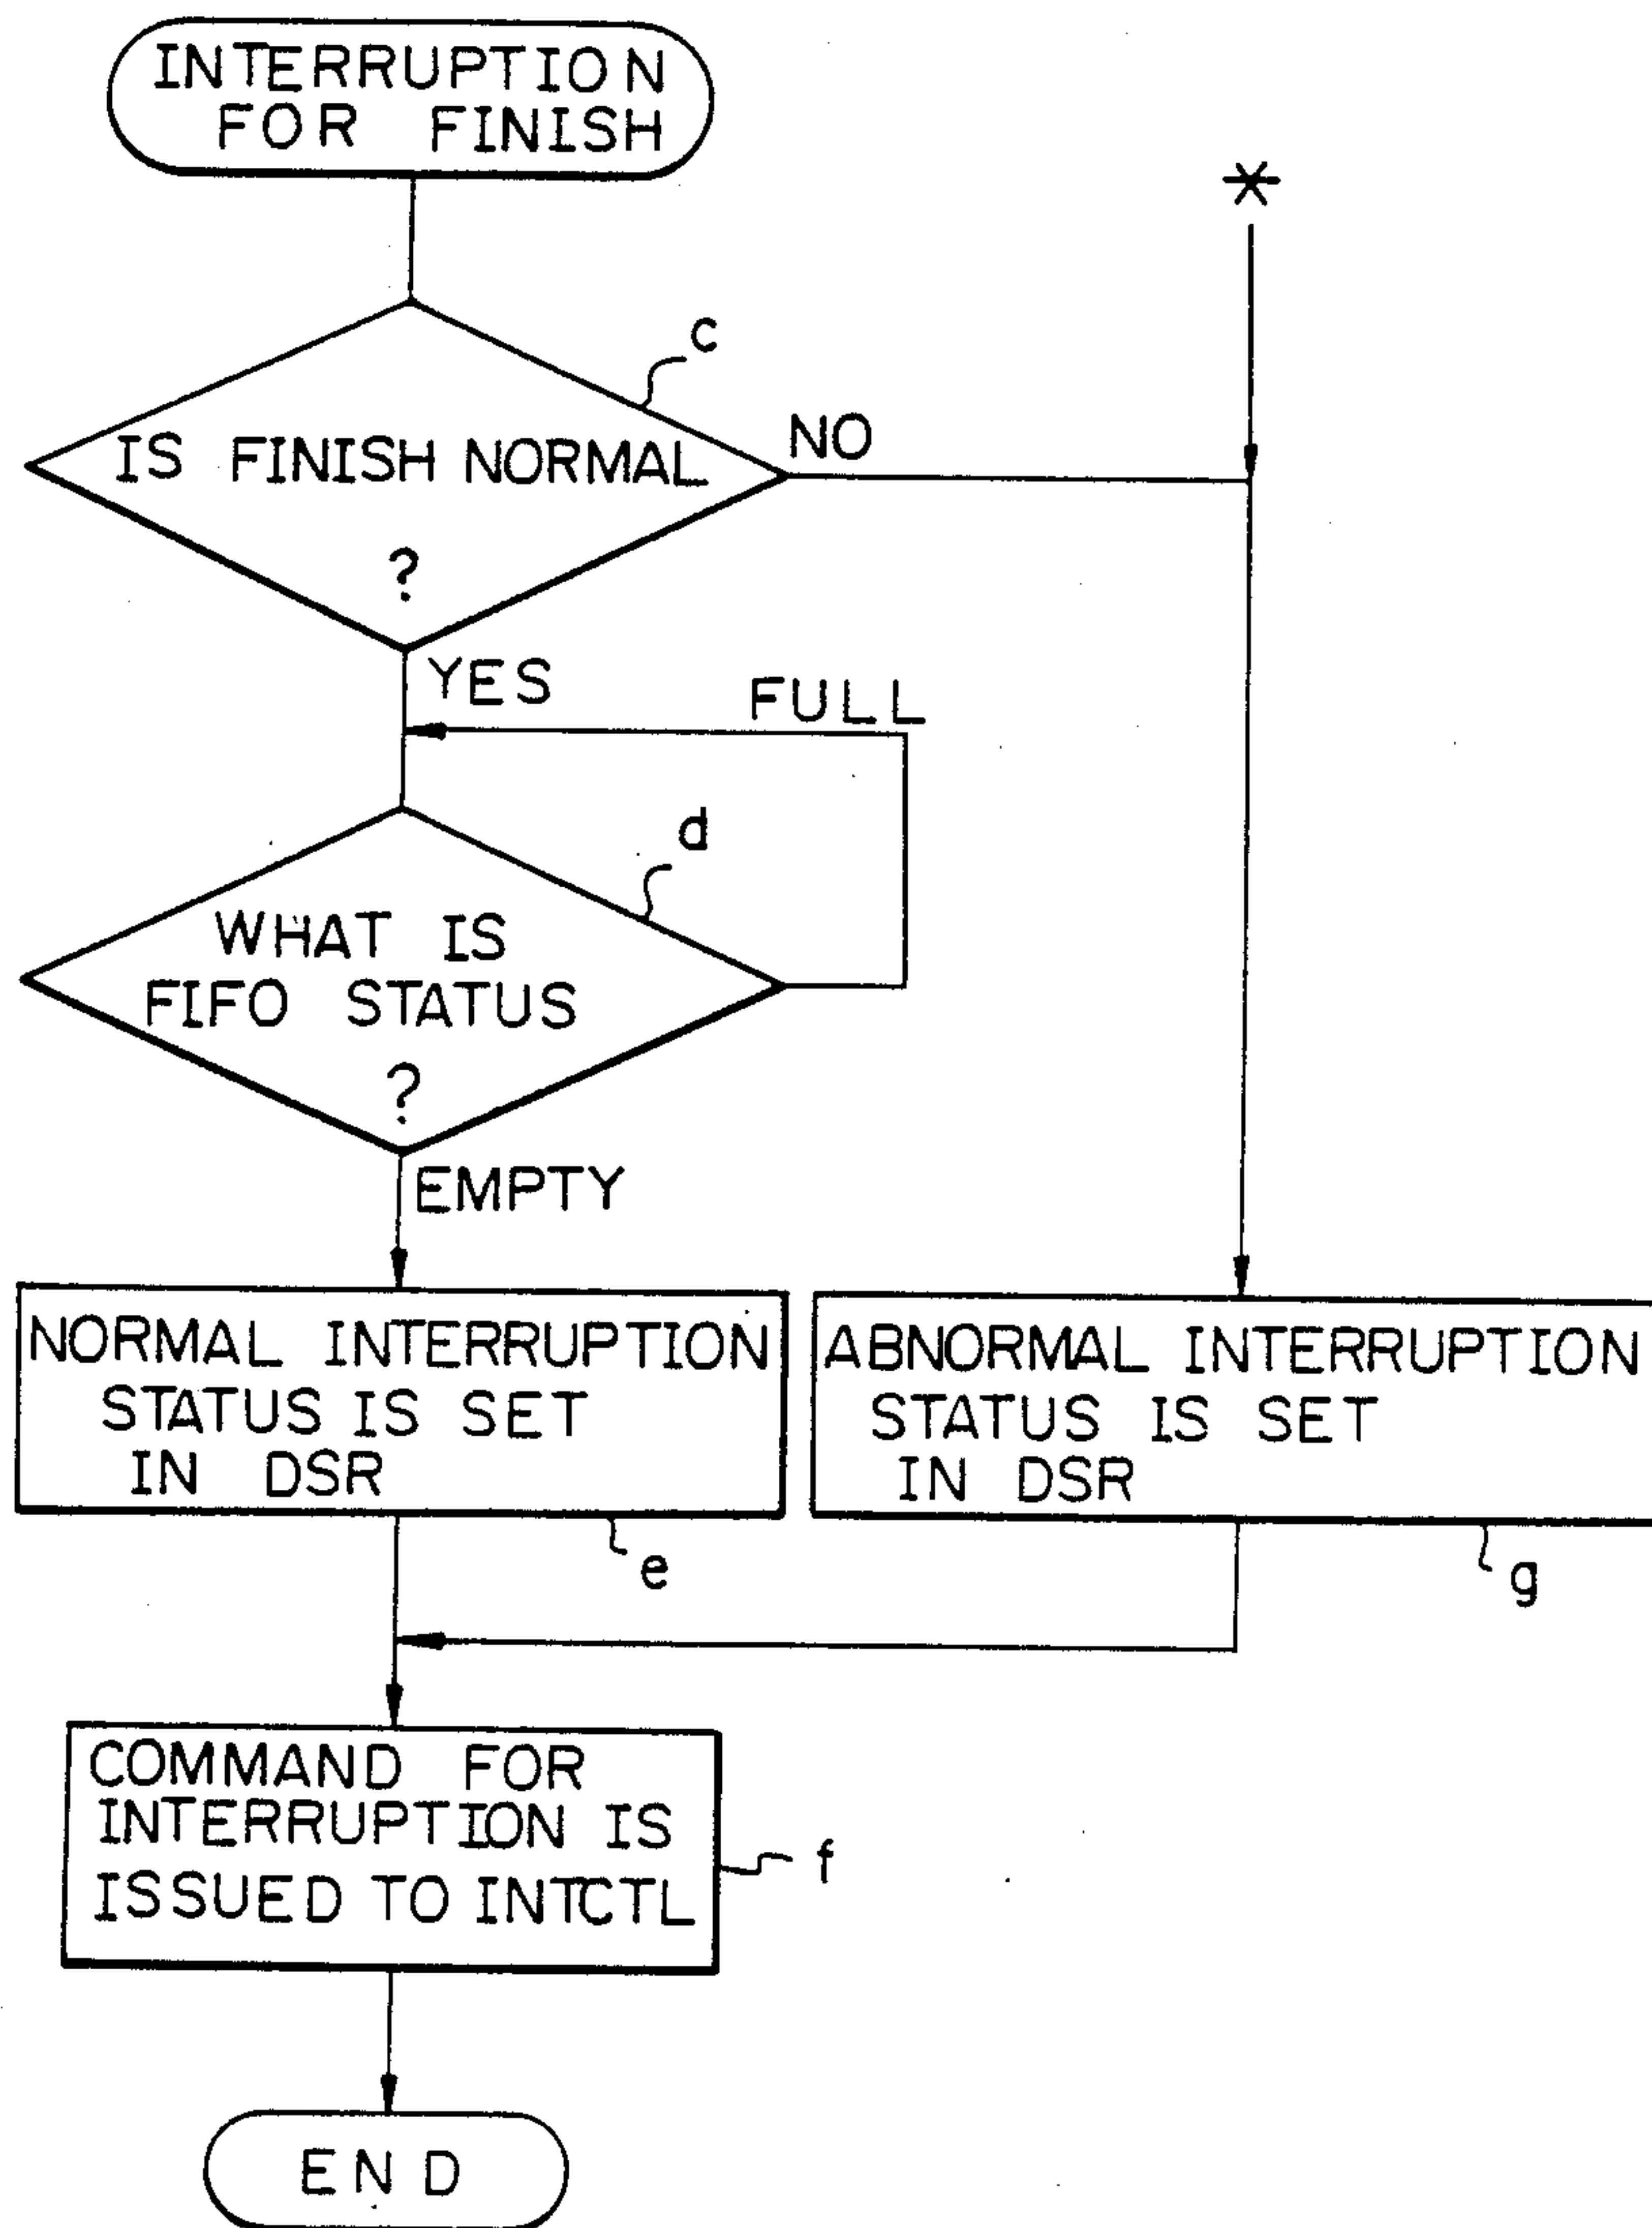 INTERRUPTION
FOR FINISH
*
c
IS FINISH NORMAL
?
NO
YES
FULL
d
WHAT IS
FIFO STATUS
?
EMPTY
NORMAL INTERRUPTION
STATUS IS SET
IN DSR
e
ABNORMAL INTERRUPTION
STATUS IS SET
IN DSR
g
COMMAND FOR
INTERRUPTION IS
ISSUED TO INTCTL
f
END